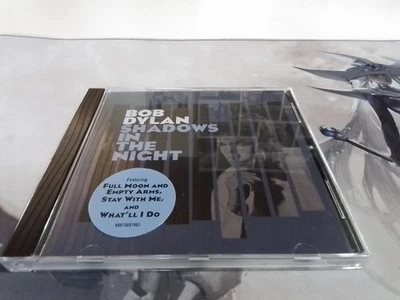 BOB
DYLAN
SHADOWS
IN
THE
NIGHT
Featuring
FULL MOON AND
EMPTY ARMS,
STAY WITH ME,
AND
WHAT'LL I DO